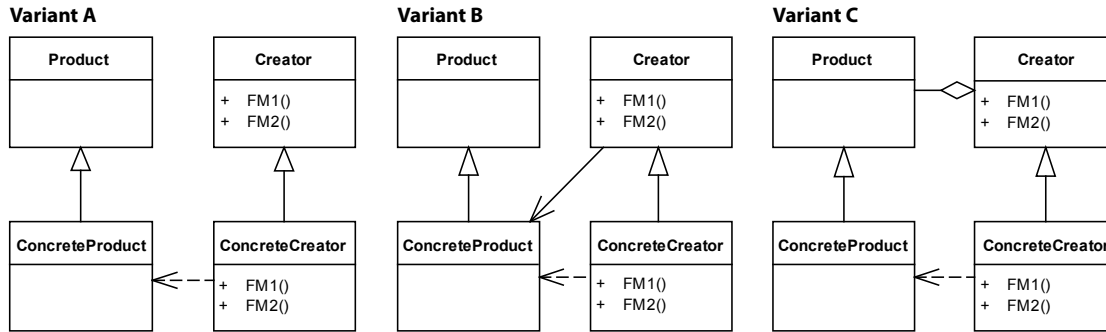 Variant A
Product
Creator
+ FM1()
+ FM2()
ConcreteProduct
ConcreteCreator
+ FM1()
+ FM2()
Variant B
Product
Creator
+ FM1()
+ FM2()
ConcreteProduct
ConcreteCreator
+ FM1()
+ FM2()
Variant C
Product
Creator
+ FM1()
+ FM2()
ConcreteProduct
ConcreteCreator
+ FM1()
+ FM2()